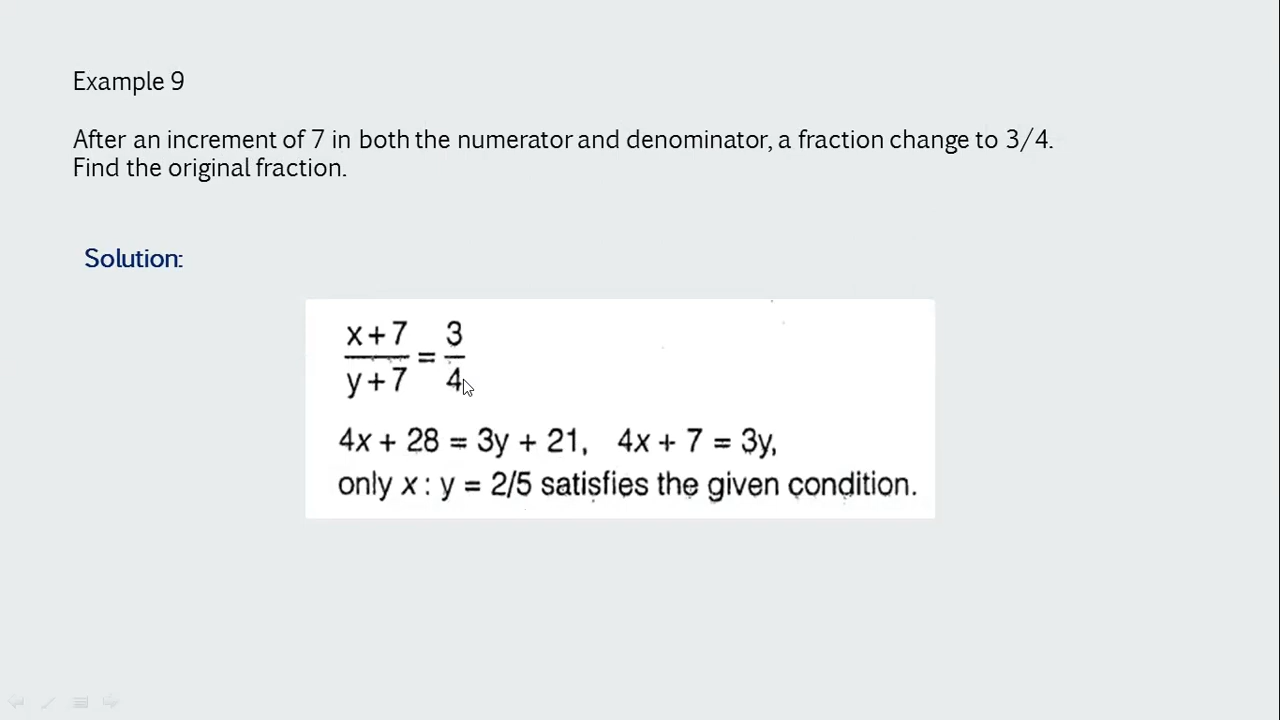 Example 9
After an increment of 7 in both the numerator and denominator, a fraction change to 3/4.
Find the original fraction.
Solution:
x+7 / y+7 = 3 / 4
4x + 28 = 3y + 21, 4x + 7 = 3y,
only x : y = 2/5 satisfies the given condition.